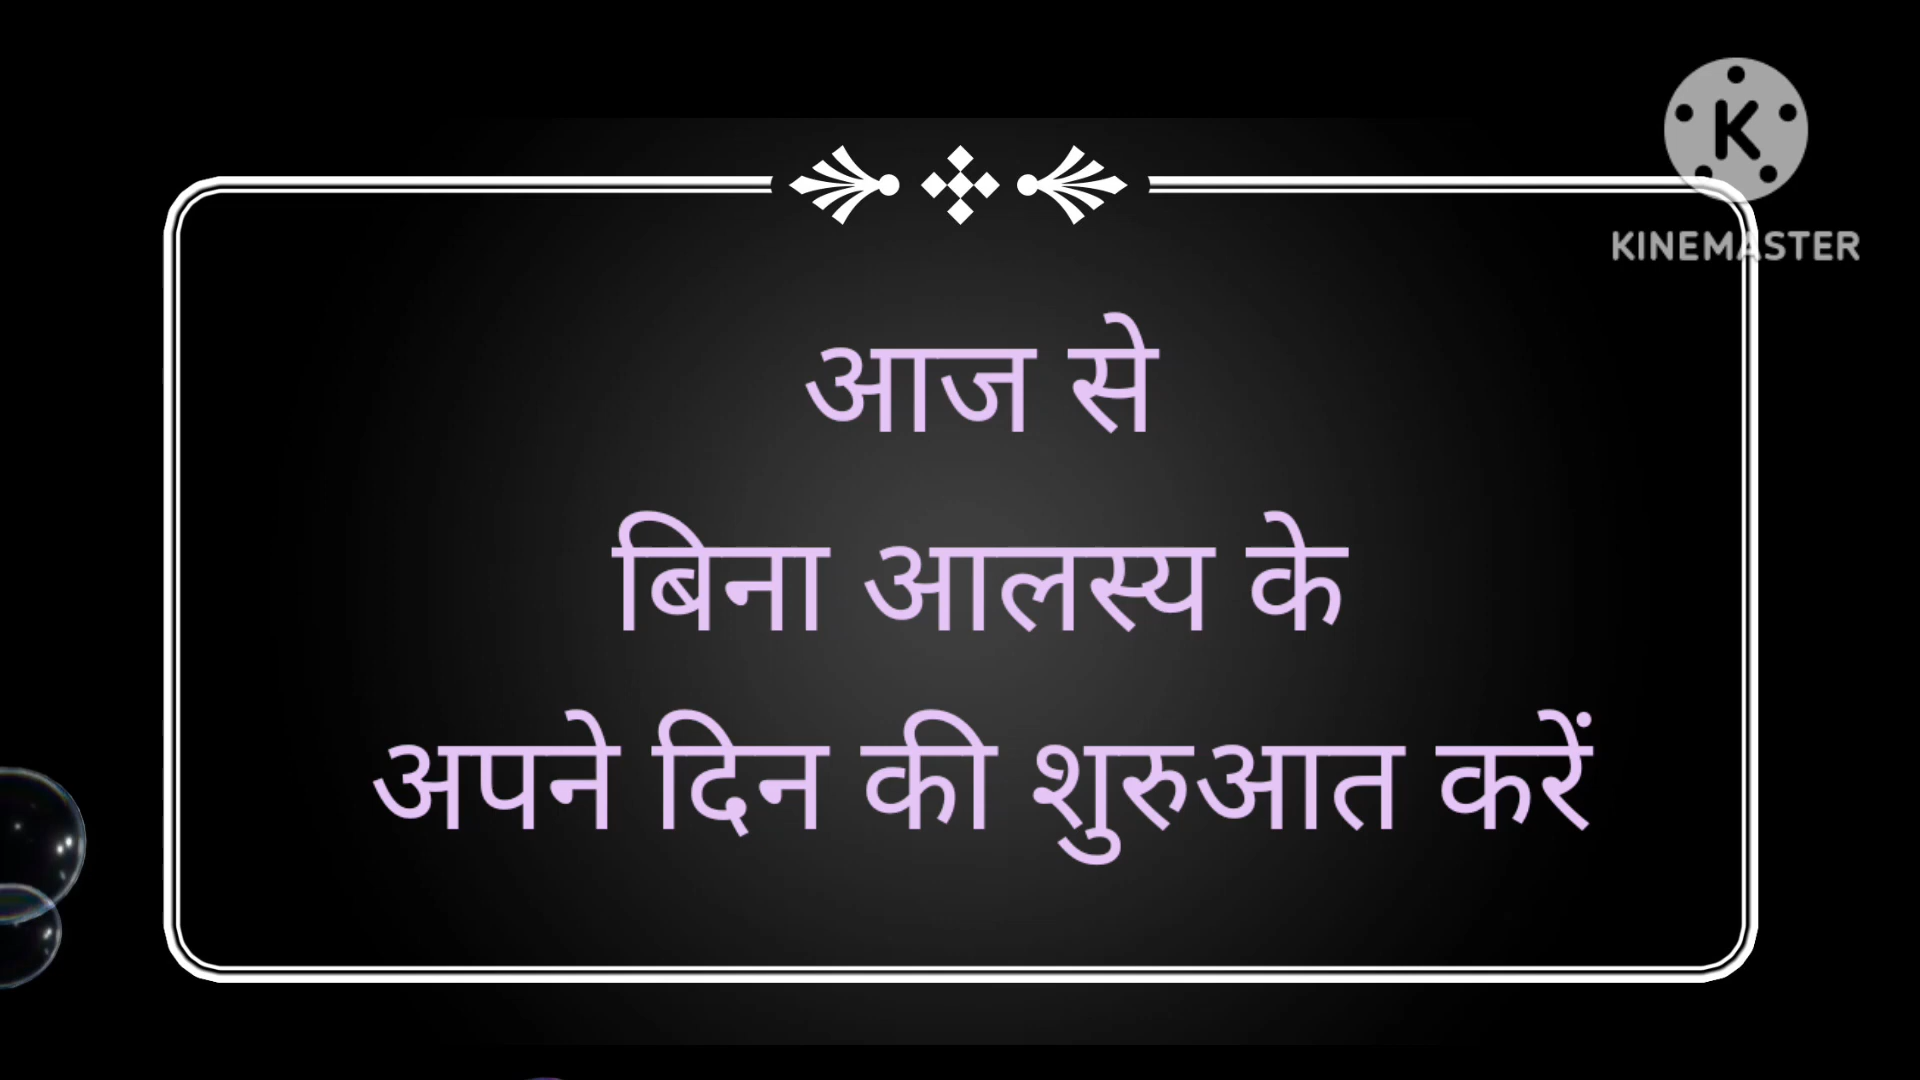 K
KINEMASTER
आज से
बिना आलस्य के
अपने दिन की शुरुआत करें